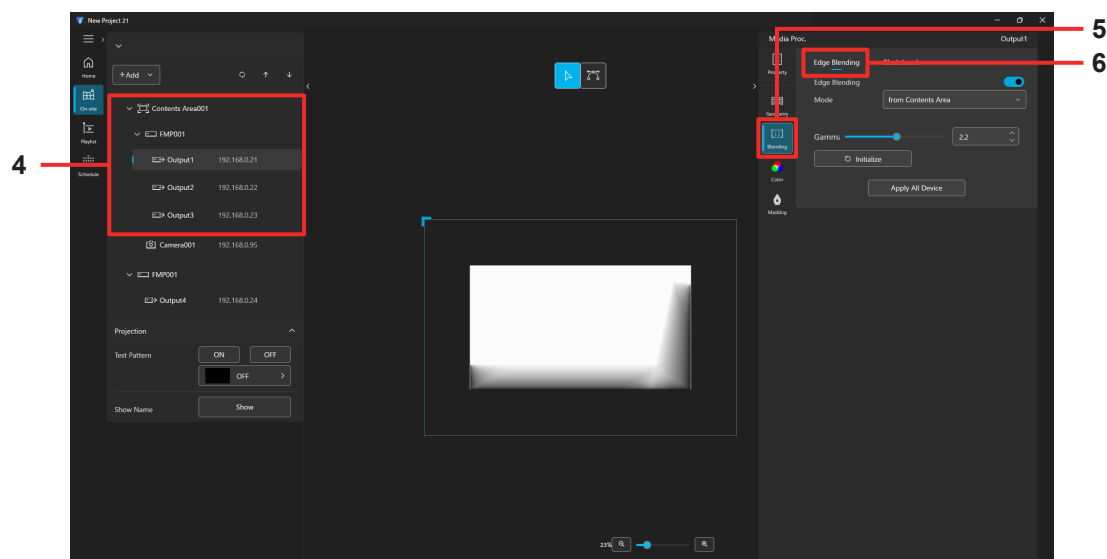 New Project 21
Media Proc.
Output1
5
6
4
Home
On-site
Playlist
Schedule
+Add
Contents Area001
FMP001
Output1 192.168.0.21
Output2 192.168.0.22
Output3 192.168.0.23
Camera001 192.168.0.95
FMP001
Output4 192.168.0.24
Projection
Test Pattern ON OFF
OFF
Show Name Show
23%
Property
Geometry
Blending
Color
Masking
Edge Blending
Edge Blending
Mode from Contents Area
Gamma 2.2
Initialize
Apply All Device